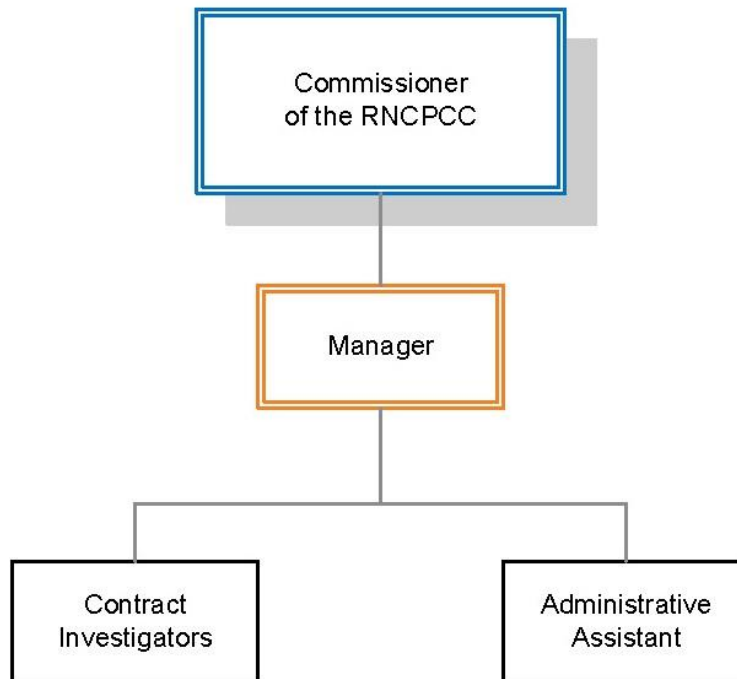 Commissioner
of the RNCPCC
Manager
Contract
Investigators
Administrative
Assistant